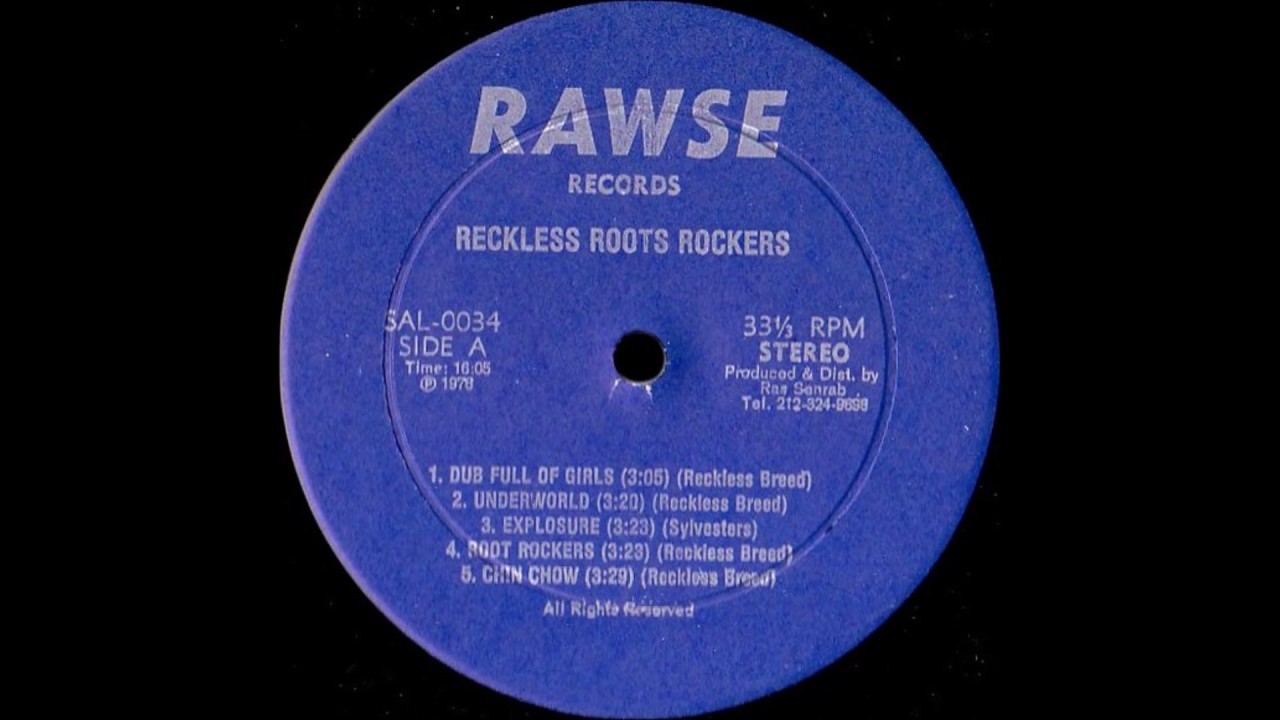 RAWSE
RECORDS
RECKLESS ROOTS ROCKERS
SAL-0034
SIDE A
Time: 16:05
Ⓟ 1978
33⅓ RPM
STEREO
Produced & Dist. by
Ras Sanrab
Tel. 212-324-9698
1. DUB FULL OF GIRLS (3:05) (Reckless Breed)
2. UNDERWORLD (3:20) (Reckless Breed)
3. EXPLOSURE (3:23) (Sylvesters)
4. ROOT ROCKERS (3:23) (Reckless Breed)
5. CHIN CHOW (3:29) (Reckless Breed)
All Rights Reserved